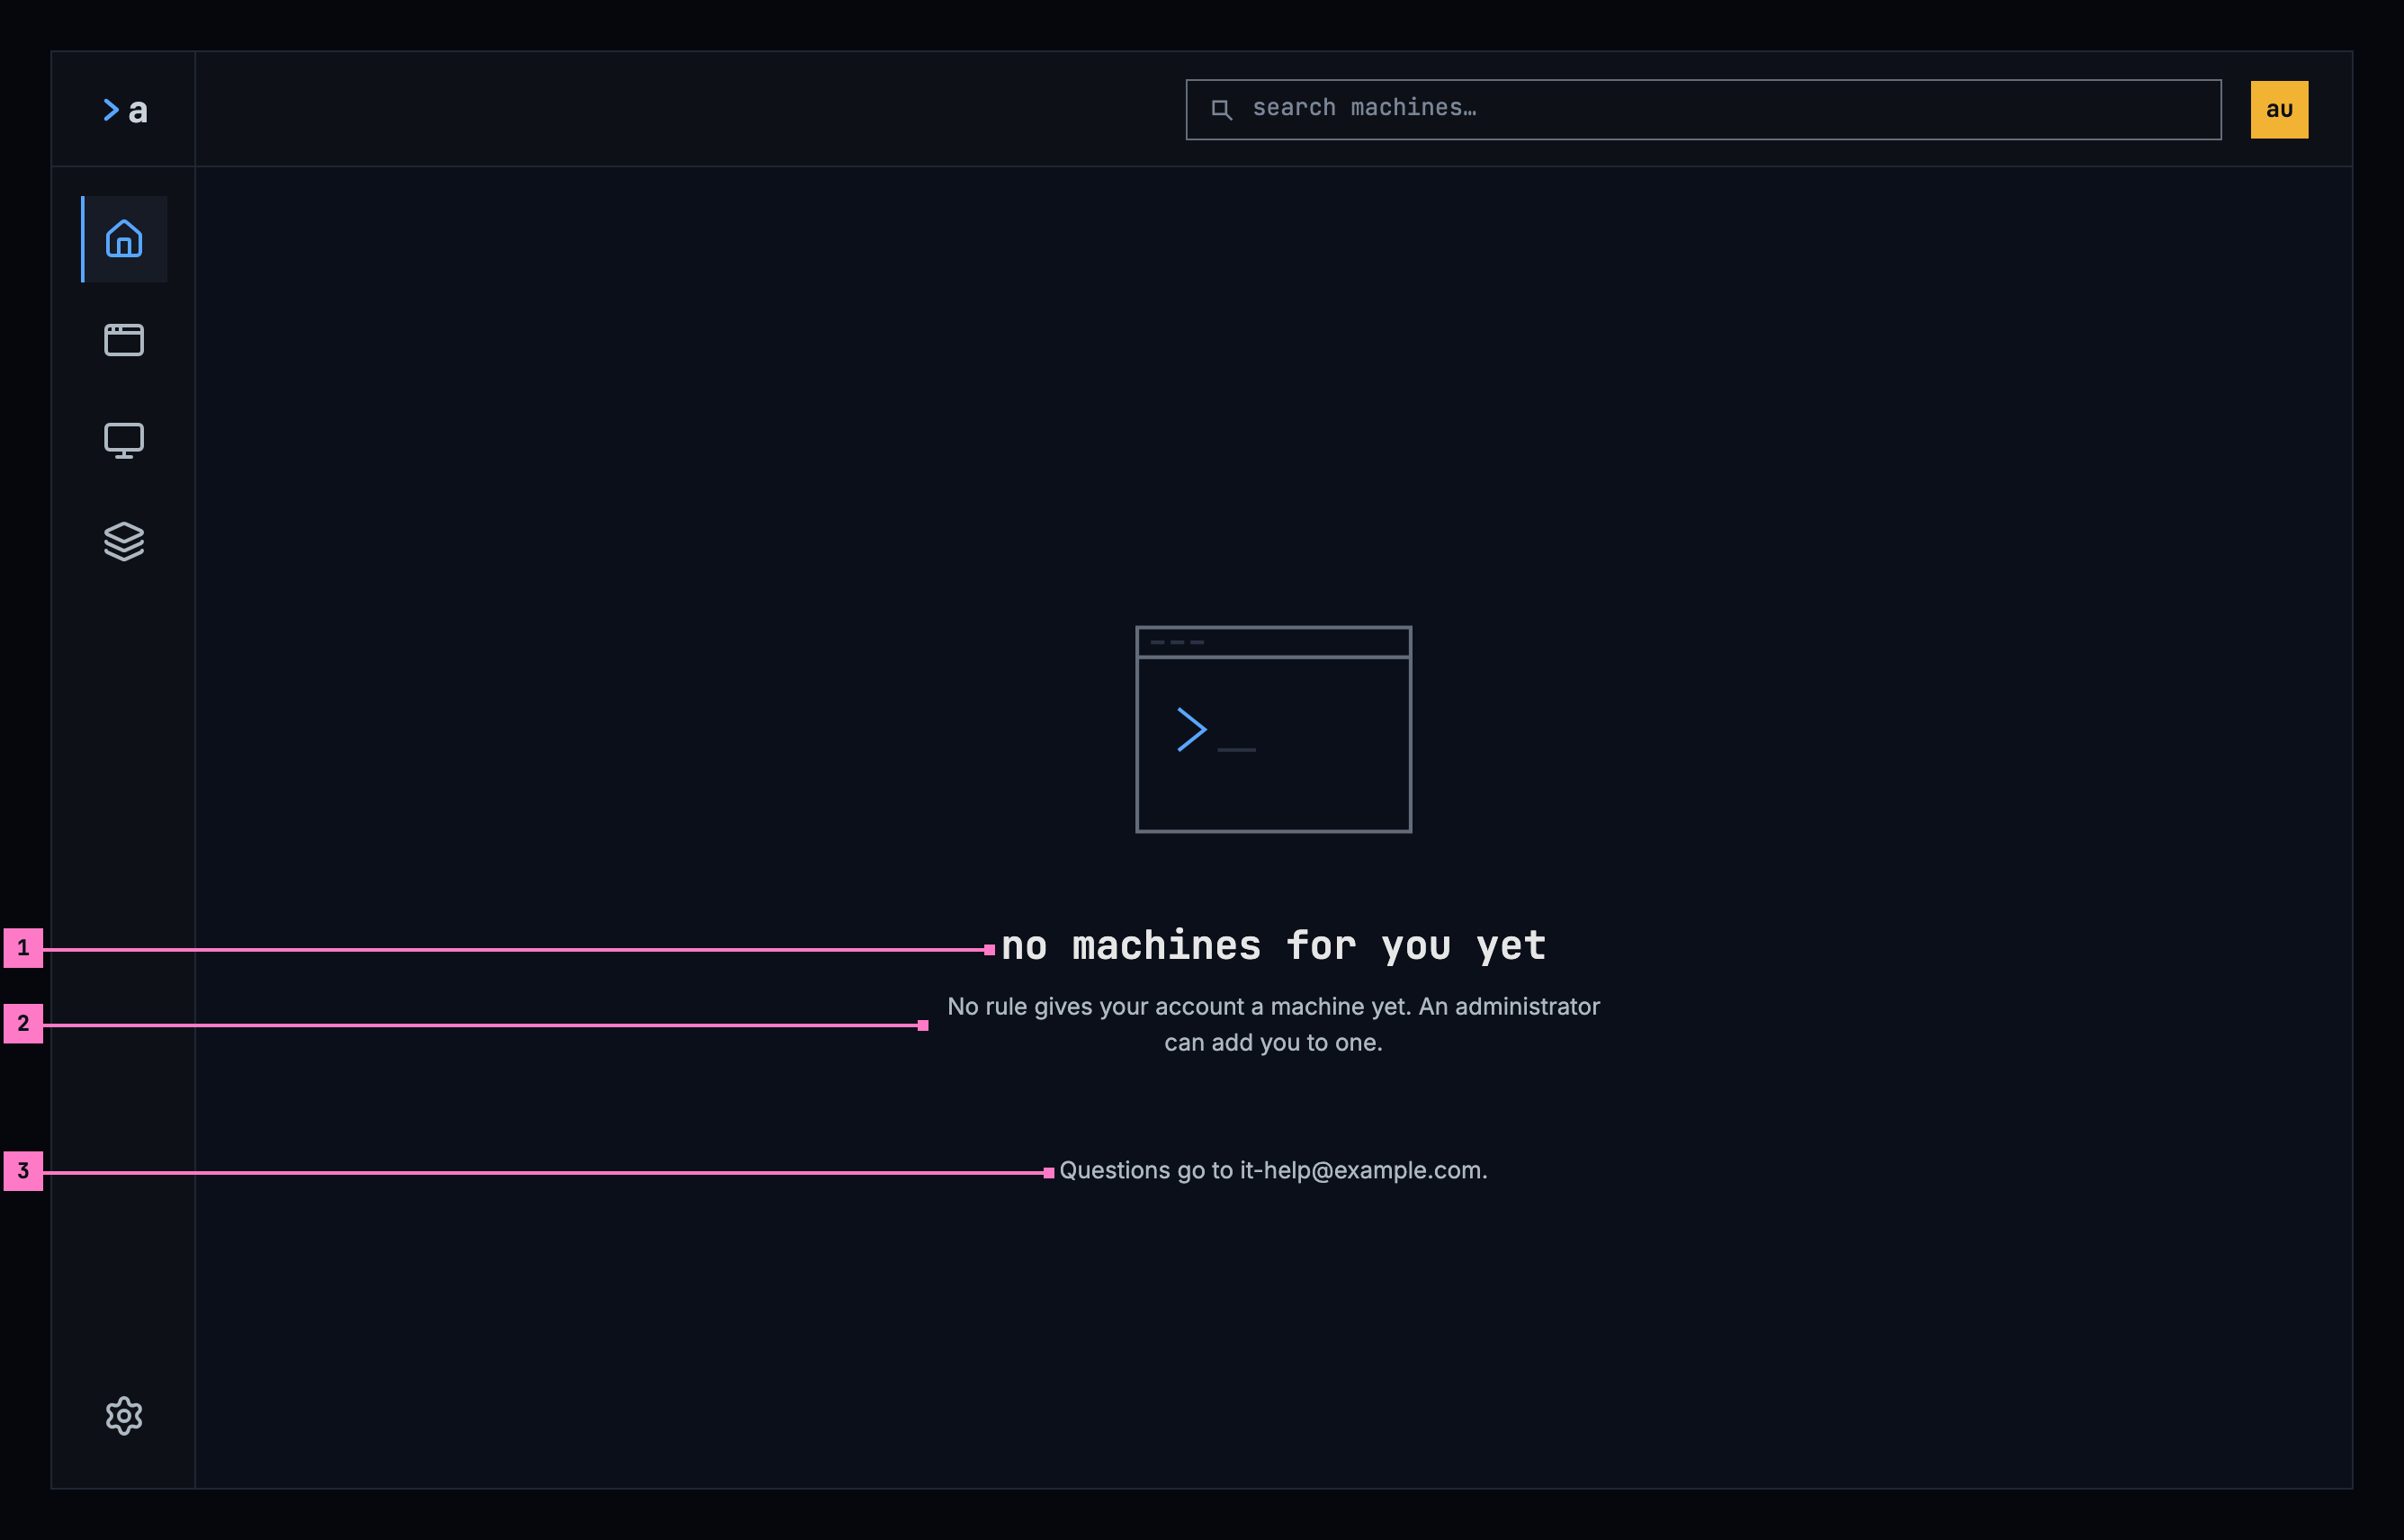 >a
search machines…
au
1
no machines for you yet
2
No rule gives your account a machine yet. An administrator
can add you to one.
3
Questions go to it-help@example.com.
>_